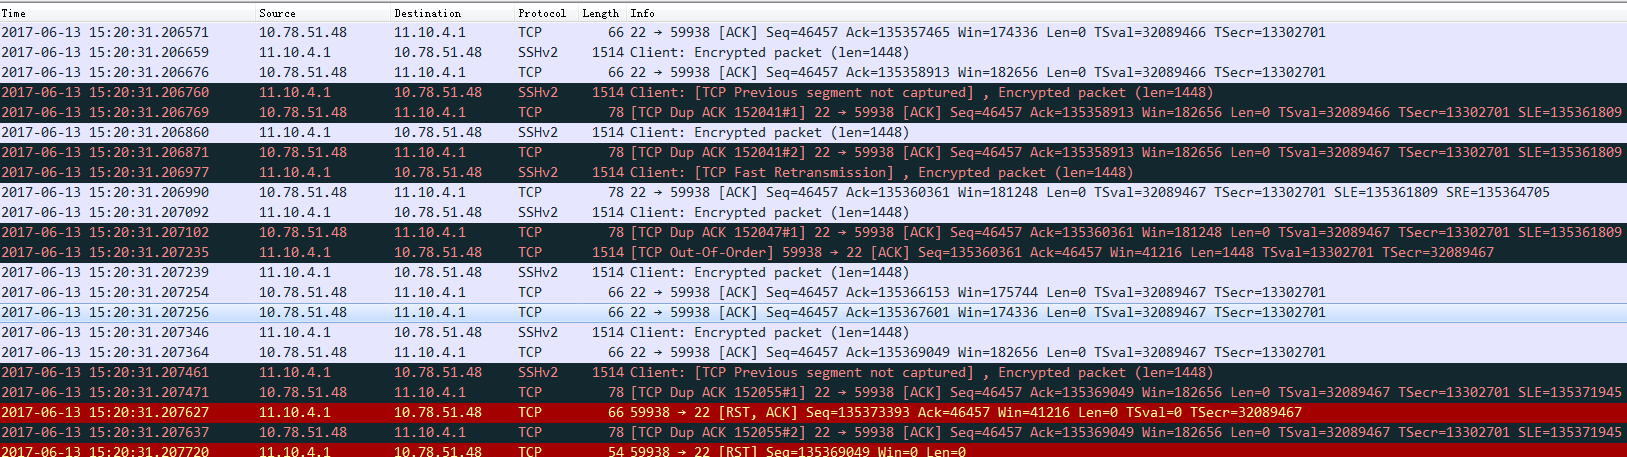 Time Source Destination Protocol Length Info
2017-06-13 15:20:31.206571 10.78.51.48 11.10.4.1 TCP 66 22 → 59938 [ACK] Seq=46457 Ack=135357465 Win=174336 Len=0 TSval=32089466 TSecr=13302701
2017-06-13 15:20:31.206659 11.10.4.1 10.78.51.48 SSHv2 1514 Client: Encrypted packet (len=1448)
2017-06-13 15:20:31.206676 10.78.51.48 11.10.4.1 TCP 66 22 → 59938 [ACK] Seq=46457 Ack=135358913 Win=182656 Len=0 TSval=32089466 TSecr=13302701
2017-06-13 15:20:31.206760 11.10.4.1 10.78.51.48 SSHv2 1514 Client: [TCP Previous segment not captured] , Encrypted packet (len=1448)
2017-06-13 15:20:31.206769 10.78.51.48 11.10.4.1 TCP 78 [TCP Dup ACK 152041#1] 22 → 59938 [ACK] Seq=46457 Ack=135358913 Win=182656 Len=0 TSval=32089466 TSecr=13302701 SLE=135361809
2017-06-13 15:20:31.206860 11.10.4.1 10.78.51.48 SSHv2 1514 Client: Encrypted packet (len=1448)
2017-06-13 15:20:31.206871 10.78.51.48 11.10.4.1 TCP 78 [TCP Dup ACK 152041#2] 22 → 59938 [ACK] Seq=46457 Ack=135358913 Win=182656 Len=0 TSval=32089467 TSecr=13302701 SLE=135361809
2017-06-13 15:20:31.206977 11.10.4.1 10.78.51.48 SSHv2 1514 Client: [TCP Fast Retransmission] , Encrypted packet (len=1448)
2017-06-13 15:20:31.206990 10.78.51.48 11.10.4.1 TCP 78 22 → 59938 [ACK] Seq=46457 Ack=135360361 Win=181248 Len=0 TSval=32089467 TSecr=13302701 SLE=135361809 SRE=135364705
2017-06-13 15:20:31.207092 11.10.4.1 10.78.51.48 SSHv2 1514 Client: Encrypted packet (len=1448)
2017-06-13 15:20:31.207102 10.78.51.48 11.10.4.1 TCP 78 [TCP Dup ACK 152047#1] 22 → 59938 [ACK] Seq=46457 Ack=135360361 Win=181248 Len=0 TSval=32089467 TSecr=13302701 SLE=135361809
2017-06-13 15:20:31.207235 11.10.4.1 10.78.51.48 TCP 1514 [TCP Out-Of-Order] 59938 → 22 [ACK] Seq=135360361 Ack=46457 Win=41216 Len=1448 TSval=13302701 TSecr=32089467
2017-06-13 15:20:31.207239 11.10.4.1 10.78.51.48 SSHv2 1514 Client: Encrypted packet (len=1448)
2017-06-13 15:20:31.207254 10.78.51.48 11.10.4.1 TCP 66 22 → 59938 [ACK] Seq=46457 Ack=135366153 Win=175744 Len=0 TSval=32089467 TSecr=13302701
2017-06-13 15:20:31.207256 10.78.51.48 11.10.4.1 TCP 66 22 → 59938 [ACK] Seq=46457 Ack=135367601 Win=174336 Len=0 TSval=32089467 TSecr=13302701
2017-06-13 15:20:31.207346 11.10.4.1 10.78.51.48 SSHv2 1514 Client: Encrypted packet (len=1448)
2017-06-13 15:20:31.207364 10.78.51.48 11.10.4.1 TCP 66 22 → 59938 [ACK] Seq=46457 Ack=135369049 Win=182656 Len=0 TSval=32089467 TSecr=13302701
2017-06-13 15:20:31.207461 11.10.4.1 10.78.51.48 SSHv2 1514 Client: [TCP Previous segment not captured] , Encrypted packet (len=1448)
2017-06-13 15:20:31.207471 10.78.51.48 11.10.4.1 TCP 78 [TCP Dup ACK 152055#1] 22 → 59938 [ACK] Seq=46457 Ack=135369049 Win=182656 Len=0 TSval=32089467 TSecr=13302701 SLE=135371945
2017-06-13 15:20:31.207627 11.10.4.1 10.78.51.48 TCP 66 59938 → 22 [RST, ACK] Seq=135373393 Ack=46457 Win=41216 Len=0 TSval=0 TSecr=32089467
2017-06-13 15:20:31.207637 10.78.51.48 11.10.4.1 TCP 78 [TCP Dup ACK 152055#2] 22 → 59938 [ACK] Seq=46457 Ack=135369049 Win=182656 Len=0 TSval=32089467 TSecr=13302701 SLE=135371945
2017-06-13 15:20:31.207720 11.10.4.1 10.78.51.48 TCP 54 59938 → 22 [RST] Seq=135369049 Win=0 Len=0